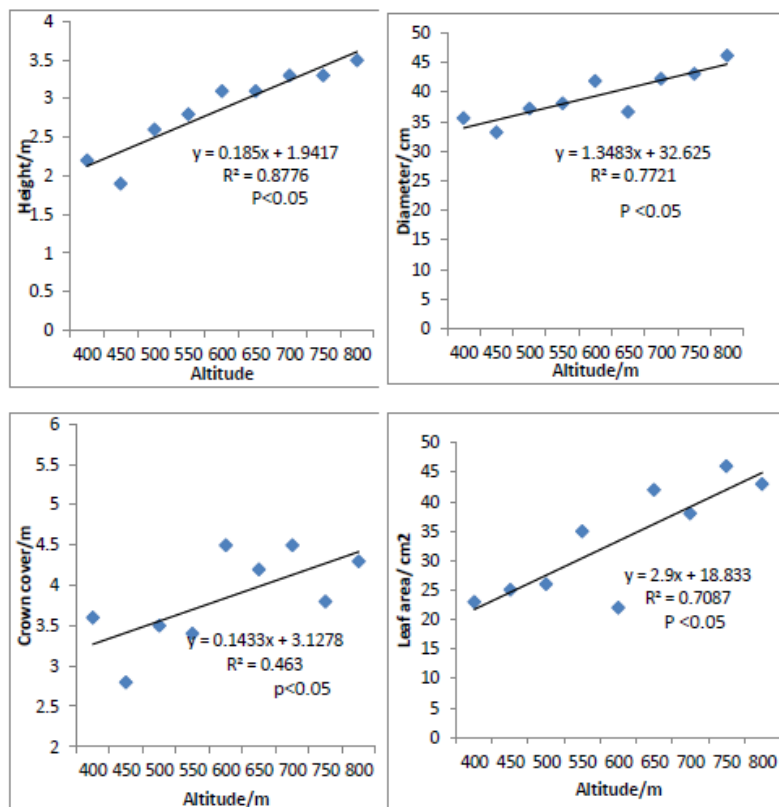 4
3.5
3
2.5
2
1.5
1
0.5
0
Height/m
y = 0.185x + 1.9417
R² = 0.8776
P<0.05
400 450 500 550 600 650 700 750 800
Altitude
50
45
40
35
30
25
20
15
10
5
0
Diameter/ cm
y = 1.3483x + 32.625
R² = 0.7721
P <0.05
400 450 500 550 600 650 700 750 800
Altitude/m
6
5.5
5
4.5
4
3.5
3
2.5
2
Crown cover/m
y = 0.1433x + 3.1278
R² = 0.463
p<0.05
400 450 500 550 600 650 700 750 800
Altitude/m
50
45
40
35
30
25
20
15
10
5
0
Leaf area/ cm2
y = 2.9x + 18.833
R² = 0.7087
P <0.05
400 450 500 550 600 650 700 750 800
Altitude/m